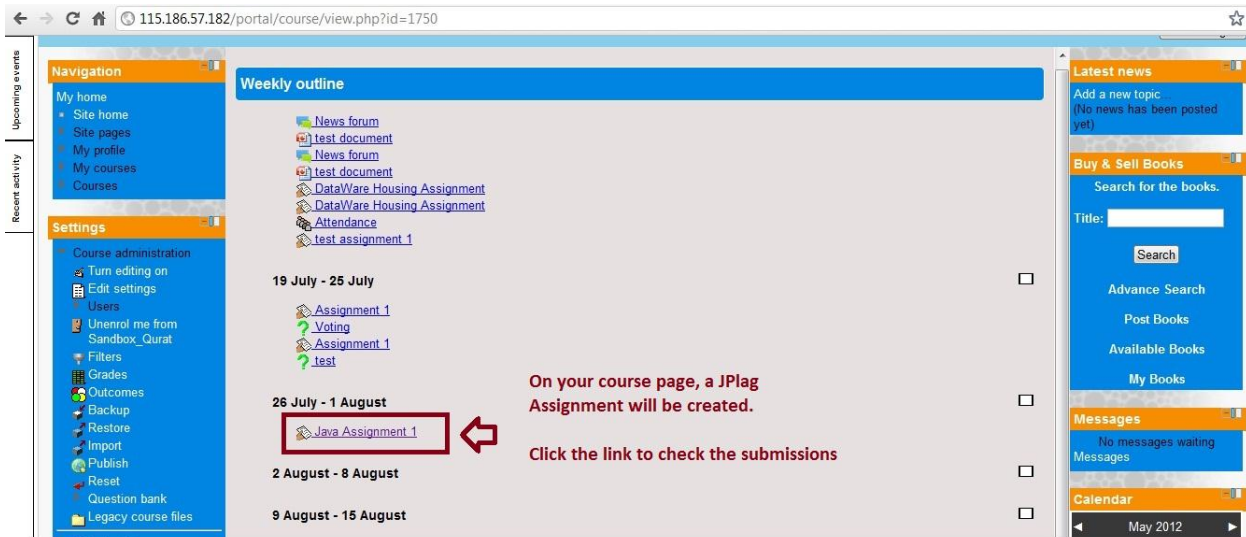 115.186.57.182/portal/course/view.php?id=1750
Upcoming events
Recent activity
Navigation
My home
Site home
Site pages
My profile
My courses
Courses
Settings
Course administration
Turn editing on
Edit settings
Users
Unenrol me from
Sandbox_Qurat
Filters
Grades
Outcomes
Backup
Restore
Import
Publish
Reset
Question bank
Legacy course files
Weekly outline
News forum
test document
News forum
test document
DataWare Housing Assignment
DataWare Housing Assignment
Attendance
test assignment 1
19 July - 25 July
Assignment 1
Voting
Assignment 1
test
26 July - 1 August
Java Assignment 1
On your course page, a JPlag
Assignment will be created.
Click the link to check the submissions
2 August - 8 August
9 August - 15 August
Latest news
Add a new topic...
(No news has been posted
yet)
Buy & Sell Books
Search for the books.
Title:
Search
Advance Search
Post Books
Available Books
My Books
Messages
No messages waiting
Messages
Calendar
◄ May 2012 ►